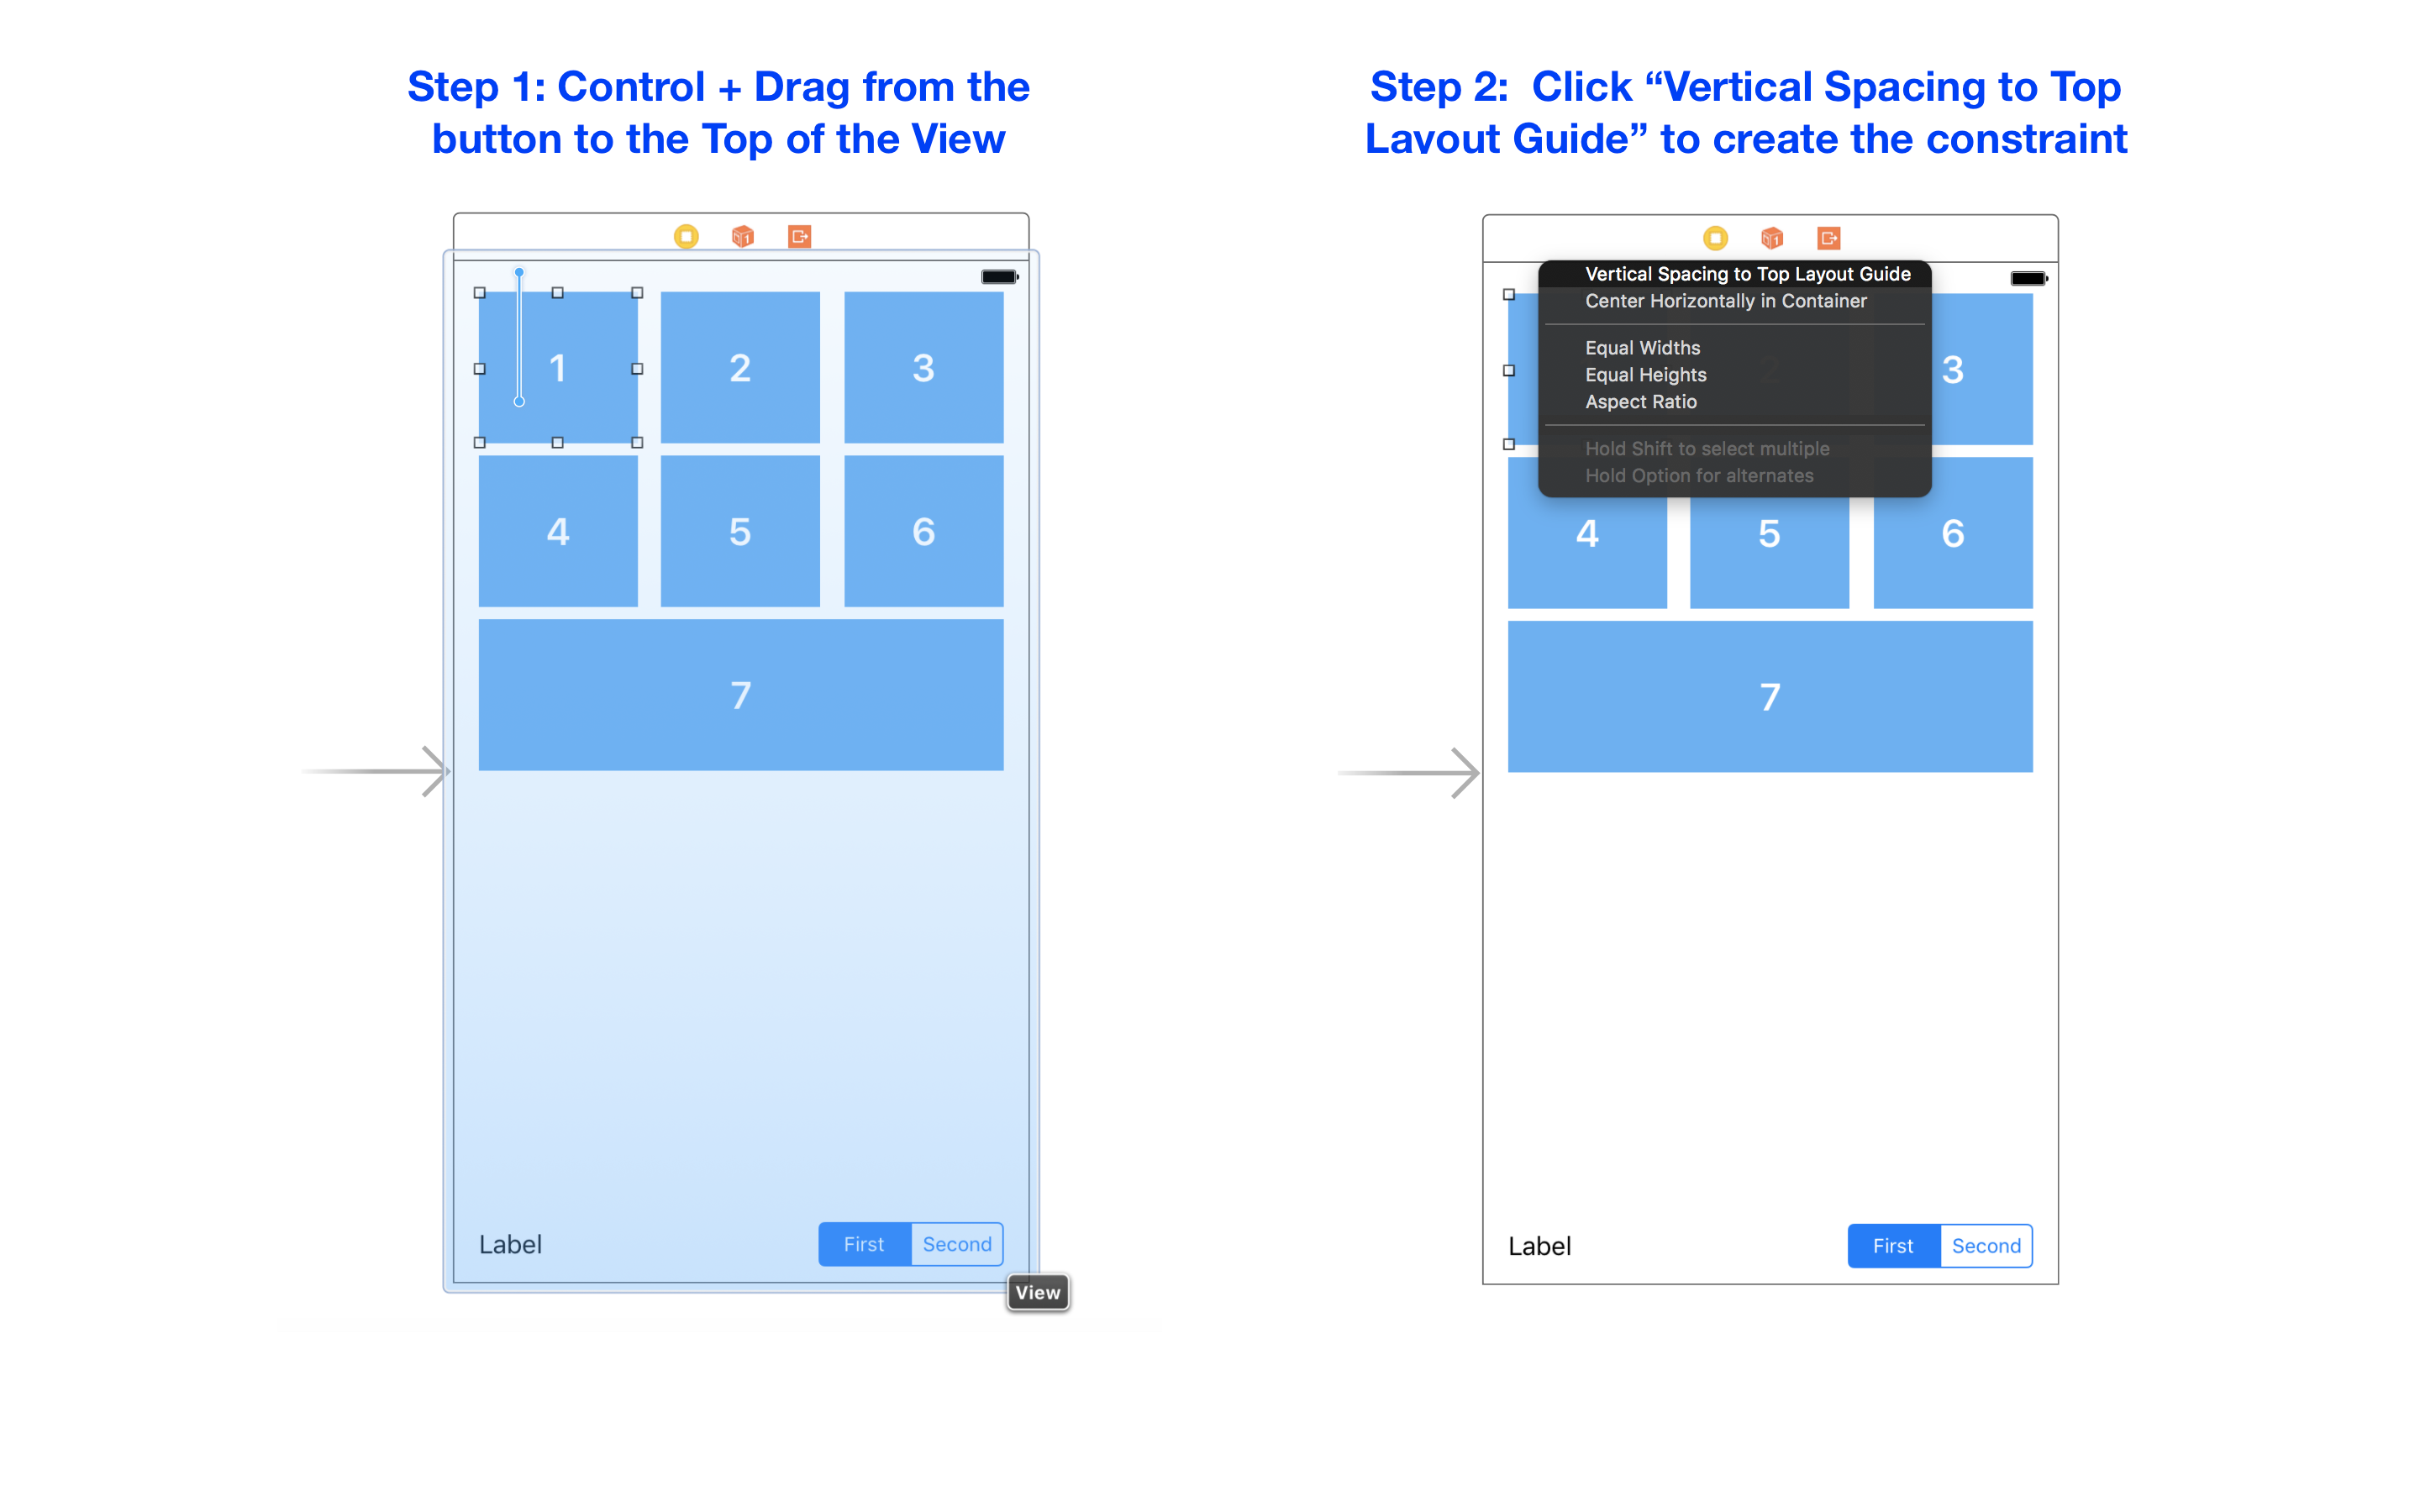 Step 1: Control + Drag from the
button to the Top of the View
1
2
3
4
5
6
7
Label
First
Second
View
Step 2:  Click “Vertical Spacing to Top
Layout Guide” to create the constraint
Vertical Spacing to Top Layout Guide
Center Horizontally in Container
Equal Widths
Equal Heights
Aspect Ratio
Hold Shift to select multiple
Hold Option for alternates
2
3
4
5
6
7
Label
First
Second